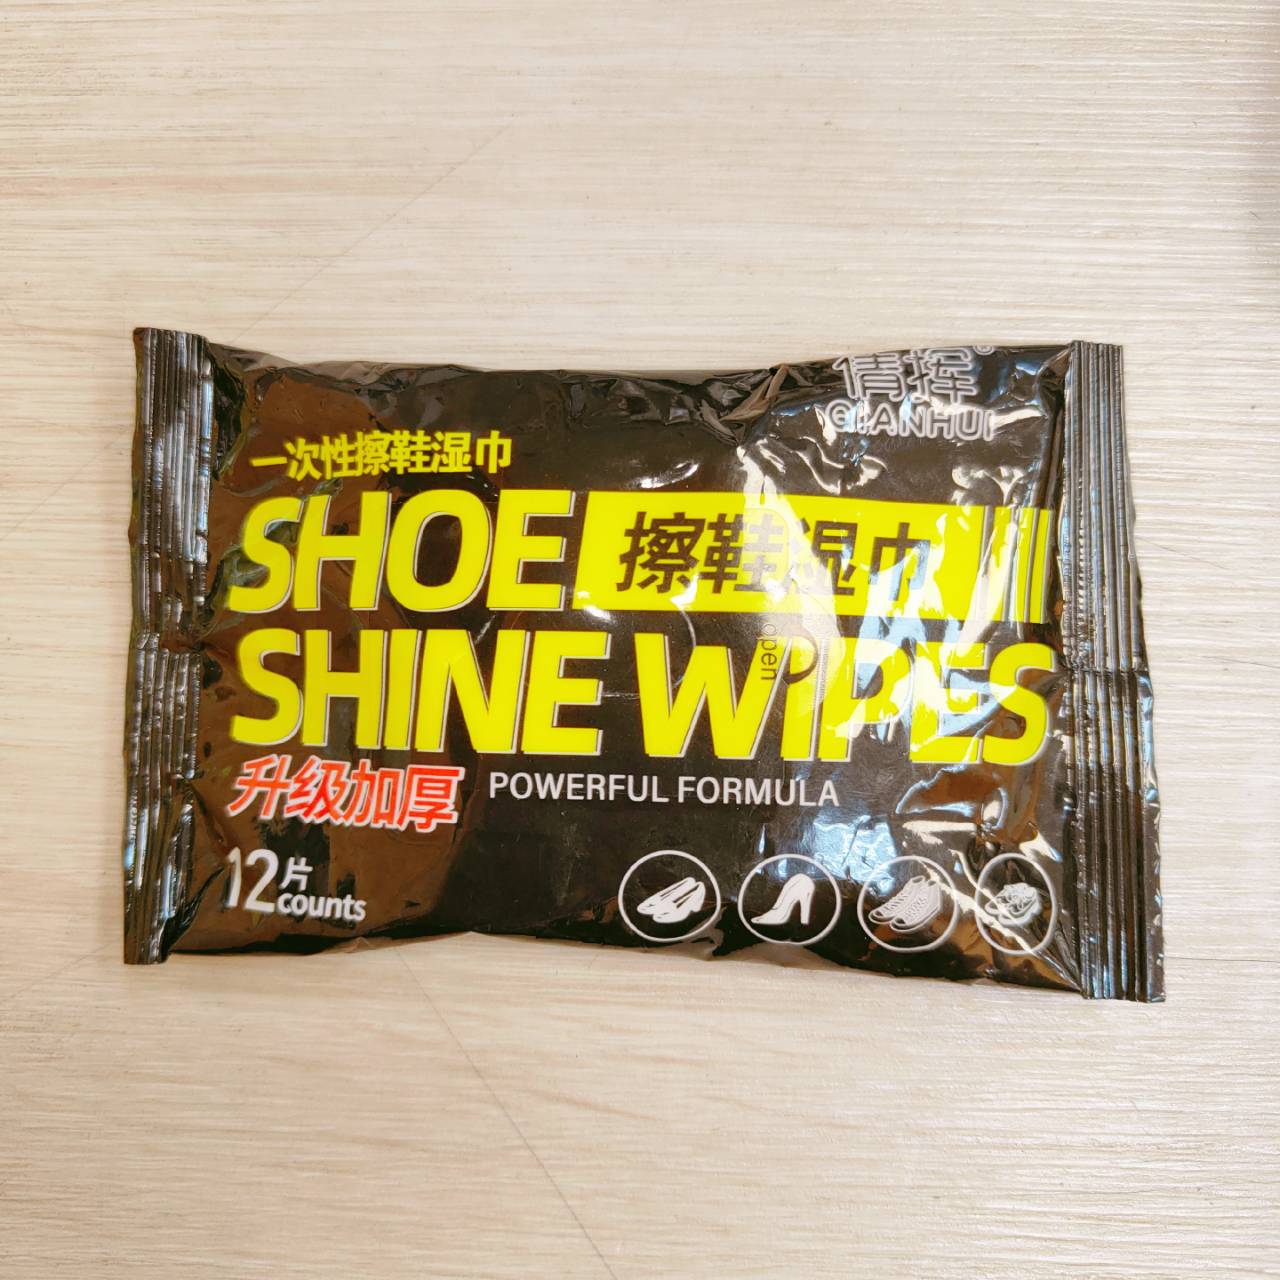 倩挥®
QIANHUI
一次性擦鞋湿巾
SHOE 擦鞋湿巾
open
SHINE WIPES
升级加厚 POWERFUL FORMULA
12片
counts